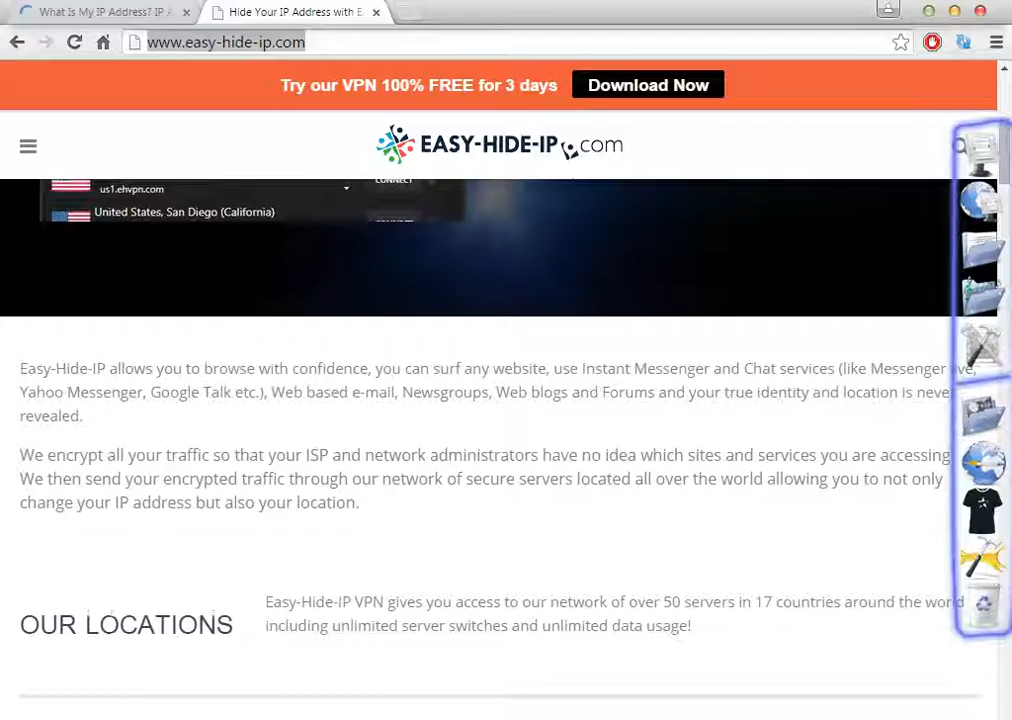 What Is My IP Address? IP A
Hide Your IP Address with E
www.easy-hide-ip.com
Try our VPN 100% FREE for 3 days
Download Now
EASY-HIDE-IP.com
us1.ehvpn.com
CONNECT
United States, San Diego (California)
Easy-Hide-IP allows you to browse with confidence, you can surf any website, use Instant Messenger and Chat services (like Messenger live,
Yahoo Messenger, Google Talk etc.), Web based e-mail, Newsgroups, Web blogs and Forums and your true identity and location is neve
revealed.
We encrypt all your traffic so that your ISP and network administrators have no idea which sites and services you are accessing
We then send your encrypted traffic through our network of secure servers located all over the world allowing you to not only
change your IP address but also your location.
OUR LOCATIONS
Easy-Hide-IP VPN gives you access to our network of over 50 servers in 17 countries around the world
including unlimited server switches and unlimited data usage!